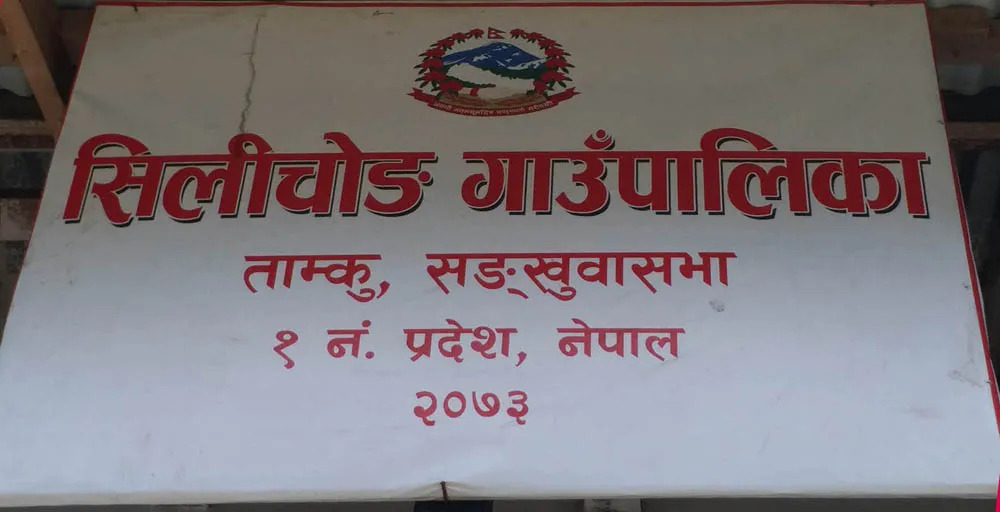 सिलीचोङ गाउँपालिका
ताम्कु, सङ्खुवासभा
१ नं. प्रदेश, नेपाल
२०७३